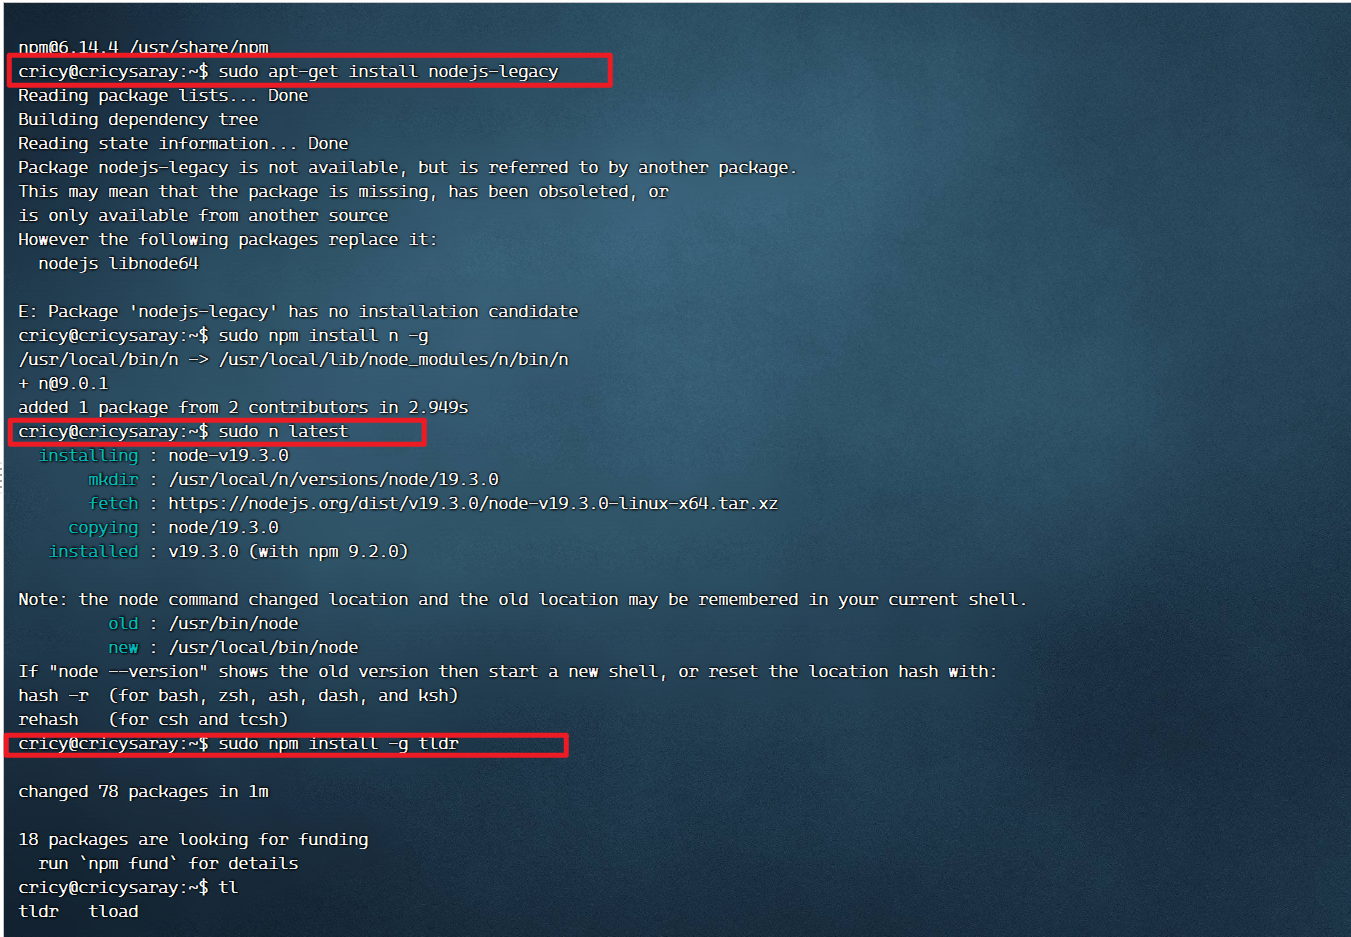 npm@6.14.4 /usr/share/npm
cricy@cricysaray:~$ sudo apt-get install nodejs-legacy
Reading package lists... Done
Building dependency tree
Reading state information... Done
Package nodejs-legacy is not available, but is referred to by another package.
This may mean that the package is missing, has been obsoleted, or
is only available from another source
However the following packages replace it:
  nodejs libnode64
E: Package 'nodejs-legacy' has no installation candidate
cricy@cricysaray:~$ sudo npm install n -g
/usr/local/bin/n -> /usr/local/lib/node_modules/n/bin/n
+ n@9.0.1
added 1 package from 2 contributors in 2.949s
cricy@cricysaray:~$ sudo n latest
  installing : node-v19.3.0
       mkdir : /usr/local/n/versions/node/19.3.0
       fetch : https://nodejs.org/dist/v19.3.0/node-v19.3.0-linux-x64.tar.xz
     copying : node/19.3.0
   installed : v19.3.0 (with npm 9.2.0)
Note: the node command changed location and the old location may be remembered in your current shell.
         old : /usr/bin/node
         new : /usr/local/bin/node
If "node --version" shows the old version then start a new shell, or reset the location hash with:
hash -r  (for bash, zsh, ash, dash, and ksh)
rehash   (for csh and tcsh)
cricy@cricysaray:~$ sudo npm install -g tldr
changed 78 packages in 1m
18 packages are looking for funding
  run `npm fund` for details
cricy@cricysaray:~$ tl
tldr   tload